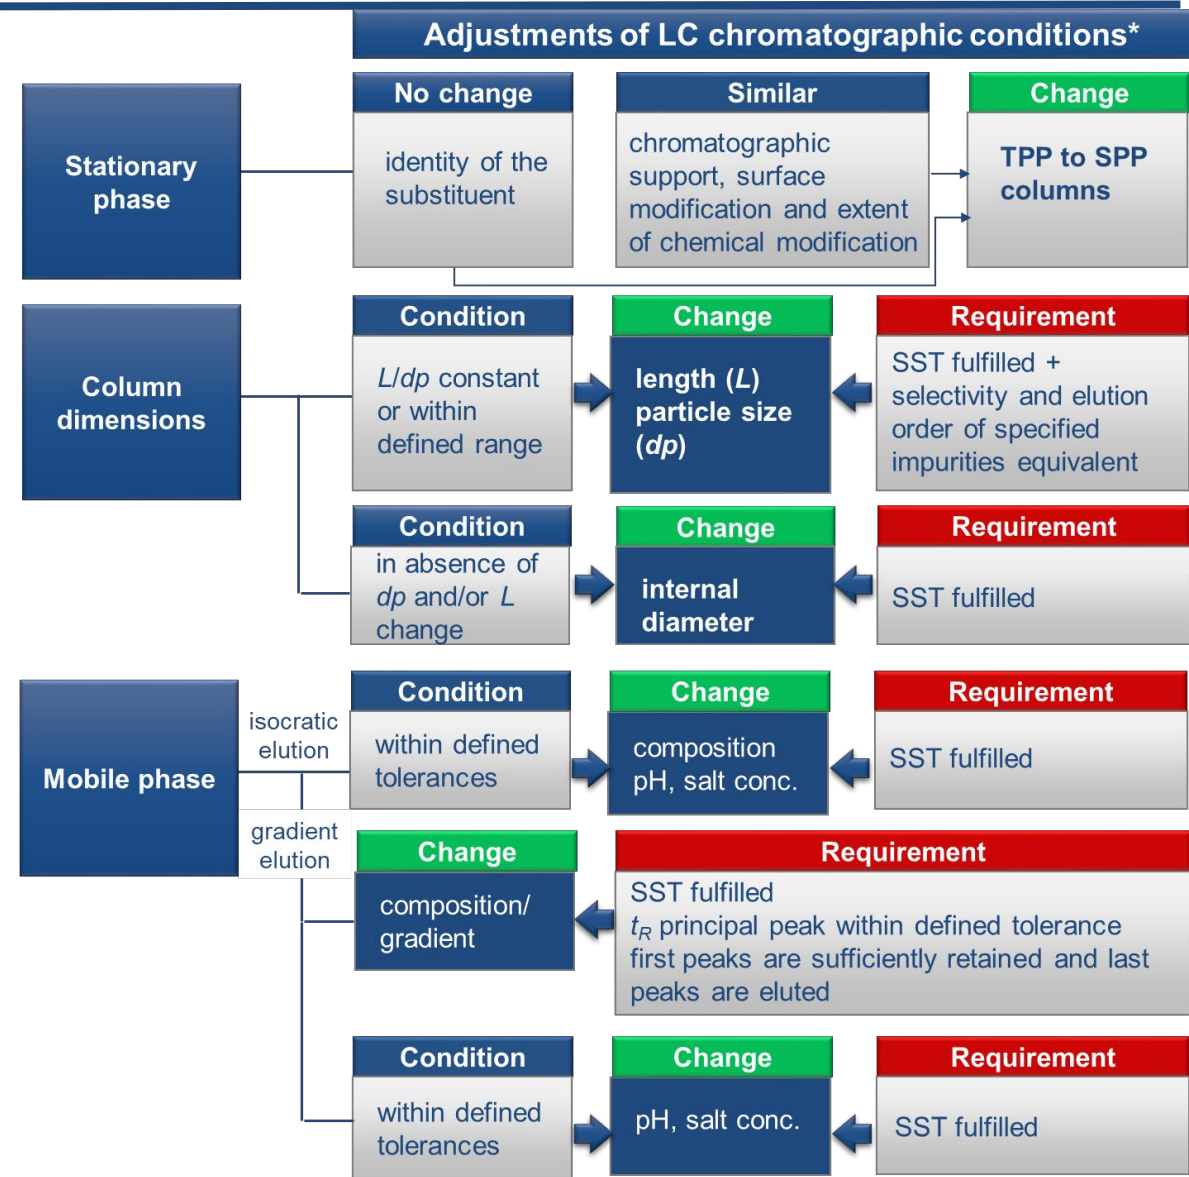 Adjustments of LC chromatographic conditions*
Stationary
phase
No change
identity of the
substituent
Similar
chromatographic
support, surface
modification and extent
of chemical modification
Change
TPP to SPP
columns
Column
dimensions
Condition
L/dp constant
or within
defined range
Change
length (L)
particle size
(dp)
Requirement
SST fulfilled +
selectivity and elution
order of specified
impurities equivalent
Condition
in absence of
dp and/or L
change
Change
internal
diameter
Requirement
SST fulfilled
Mobile phase
isocratic
elution
Condition
within defined
tolerances
Change
composition
pH, salt conc.
Requirement
SST fulfilled
gradient
elution
Change
composition/
gradient
Requirement
SST fulfilled
tR principal peak within defined tolerance
first peaks are sufficiently retained and last
peaks are eluted
Condition
within defined
tolerances
Change
pH, salt conc.
Requirement
SST fulfilled